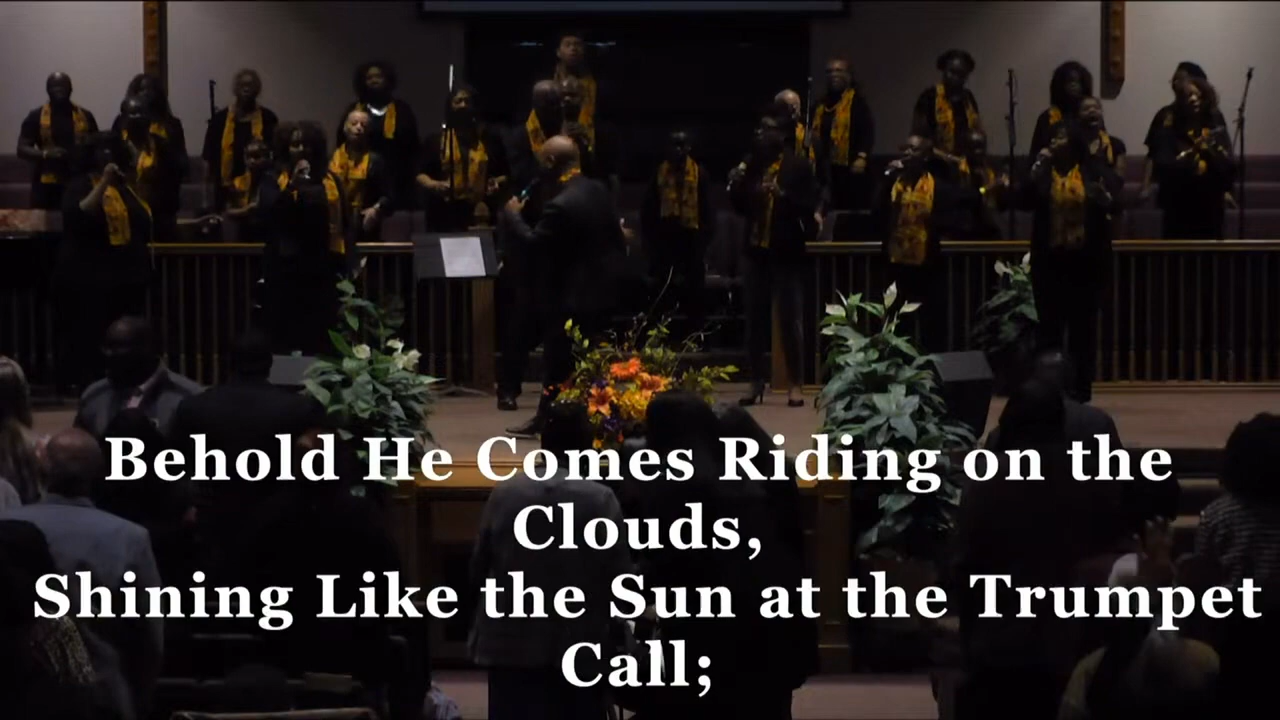 Behold He Comes Riding on the
Clouds,
Shining Like the Sun at the Trumpet
Call;